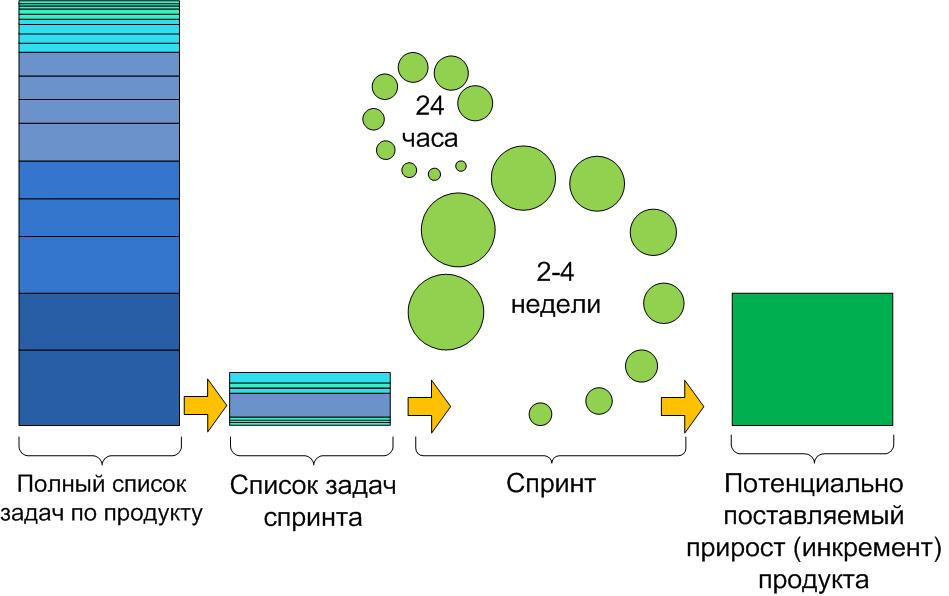 24
часа
2-4
недели
Полный список
задач по продукту
Список задач
спринта
Спринт
Потенциально
поставляемый
прирост (инкремент)
продукта